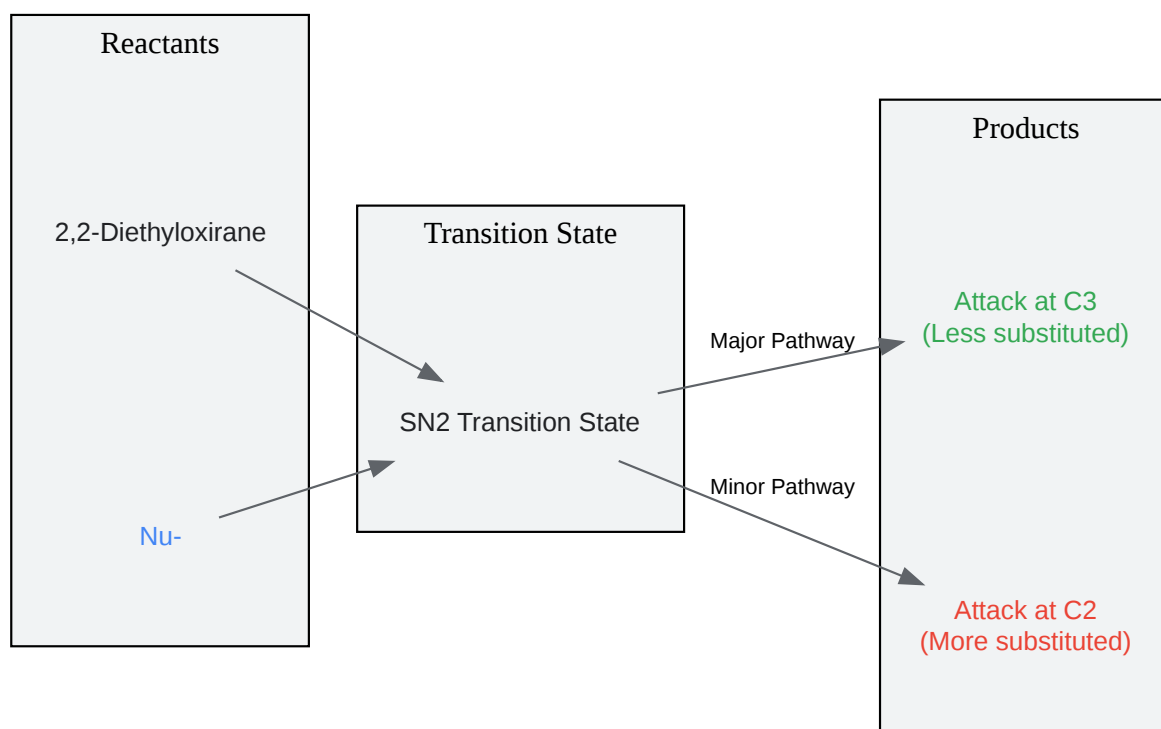 Reactants
2,2-Diethyloxirane
Nu-
Transition State
SN2 Transition State
Major Pathway
Minor Pathway
Products
Attack at C3
(Less substituted)
Attack at C2
(More substituted)